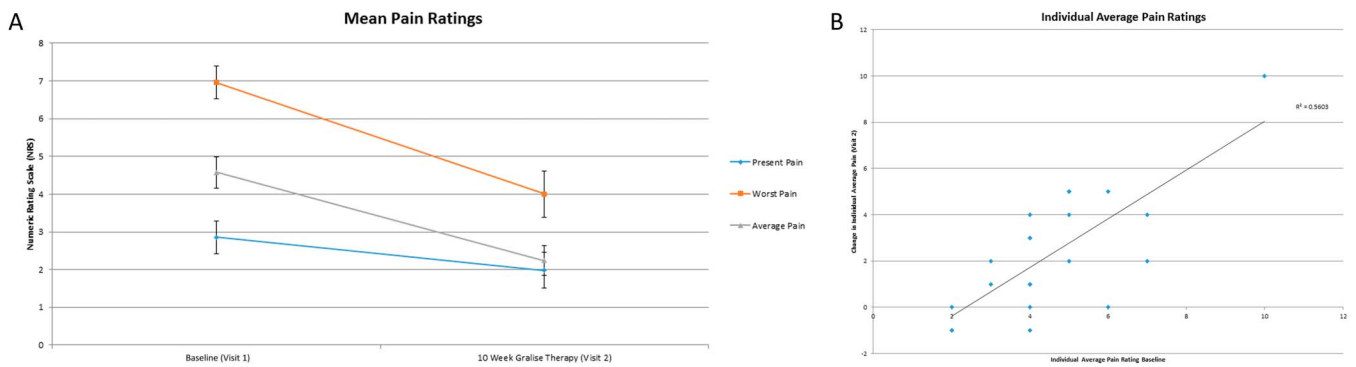 A
Mean Pain Ratings
8
7
6
5
4
3
2
1
0
Numeric Rating Scale (NRS)
Baseline (Visit 1)
10 Week Gralise Therapy (Visit 2)
Present Pain
Worst Pain
Average Pain
B
Individual Average Pain Ratings
12
10
8
6
4
2
0
-2
Change in Individual Average Pain (Visit 2)
0 2 4 6 8 10 12
R² = 0.5603
Individual Average Pain Rating Baseline